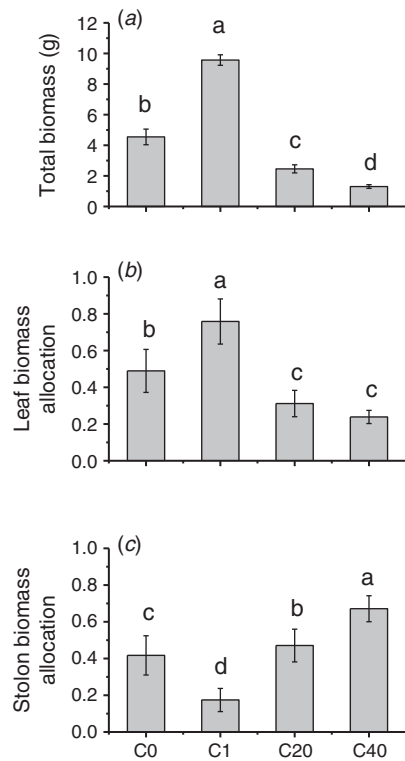 (a)
Total biomass (g)
12
10
8
6
4
2
0
b
a
c
d
(b)
Leaf biomass
allocation
1.0
0.8
0.6
0.4
0.2
0.0
b
a
c
c
(c)
Stolon biomass
allocation
1.0
0.8
0.6
0.4
0.2
0.0
c
d
b
a
C0 C1 C20 C40